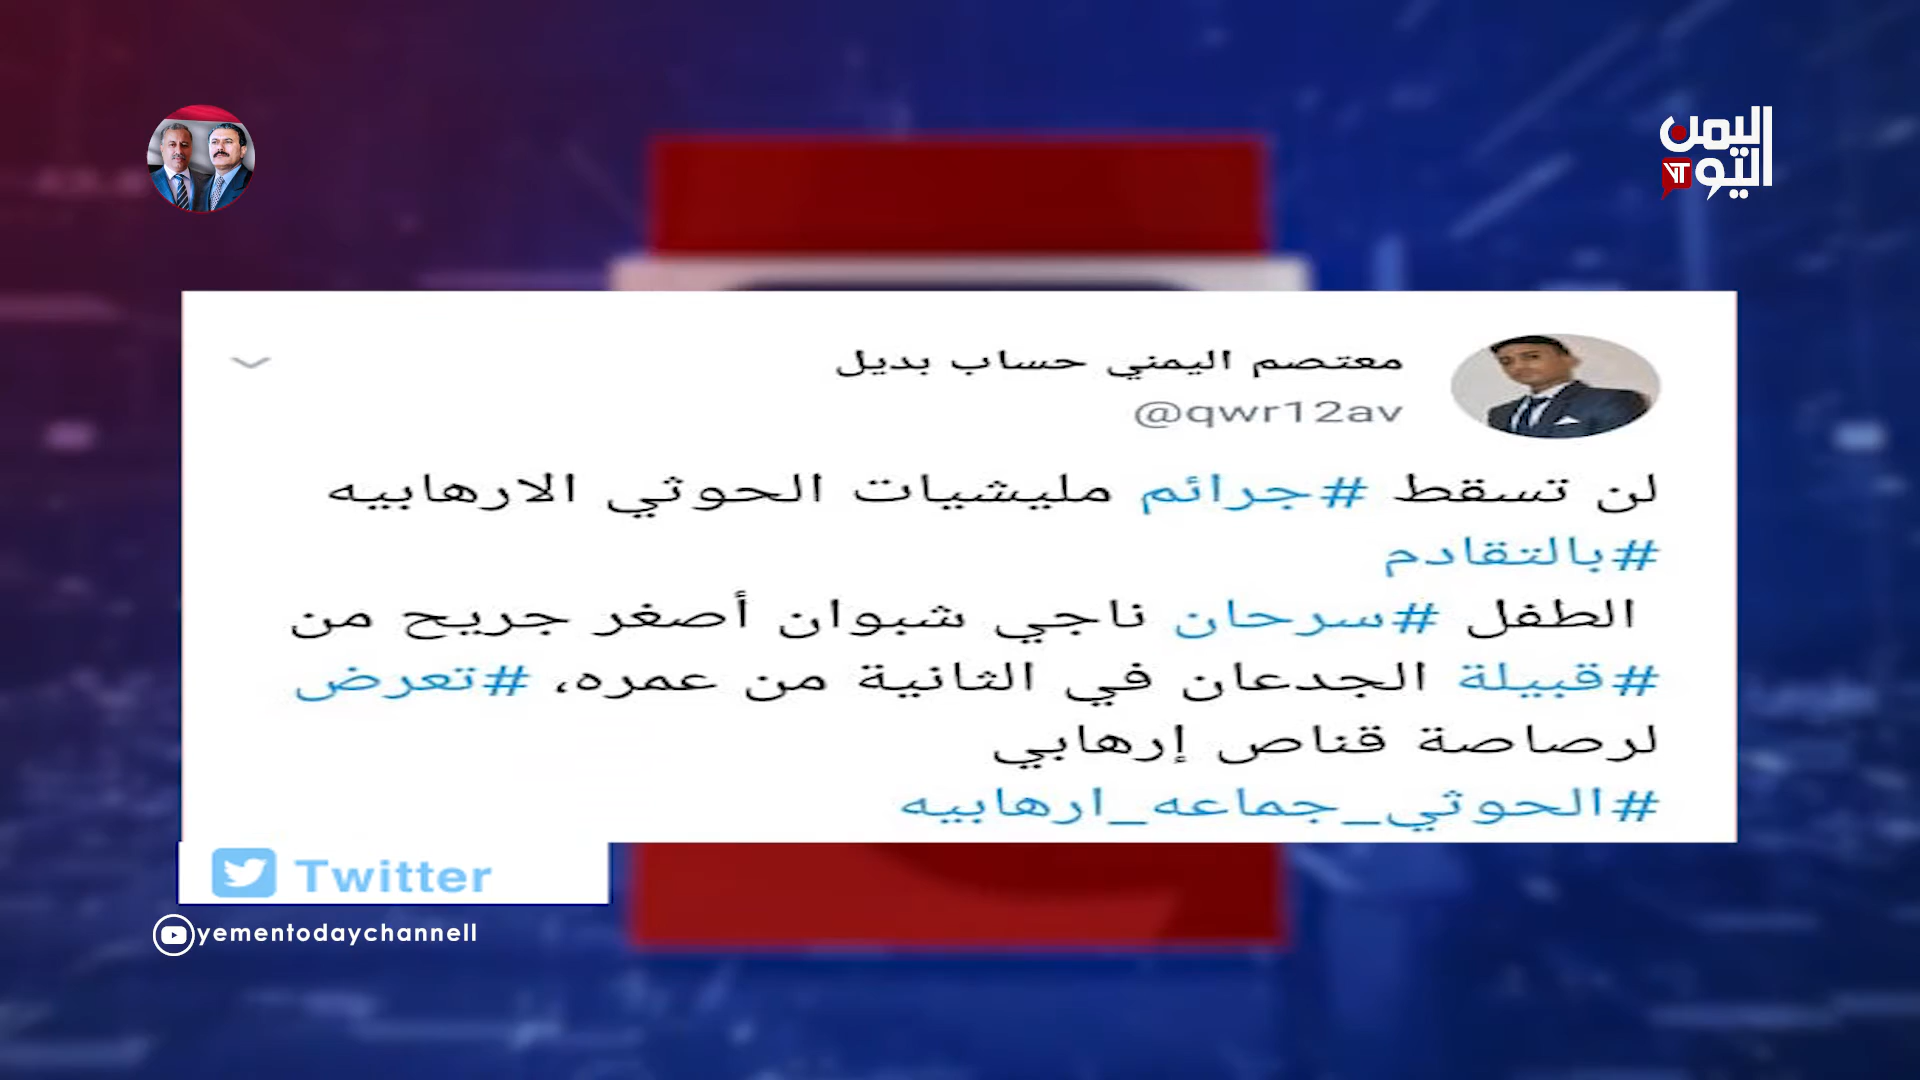 اليمن
اليوم
YT
معتصم اليمني حساب بديل
@qwr12av
لن تسقط #جرائم مليشيات الحوثي الارهابيه
#بالتقادم
الطفل #سرحان ناجي شبوان أصغر جريح من
#قبيلة الجدعان في الثانية من عمره، #تعرض
لرصاصة قناص إرهابي
#الحوثي_جماعه_ارهابيه
Twitter
yementodaychannell